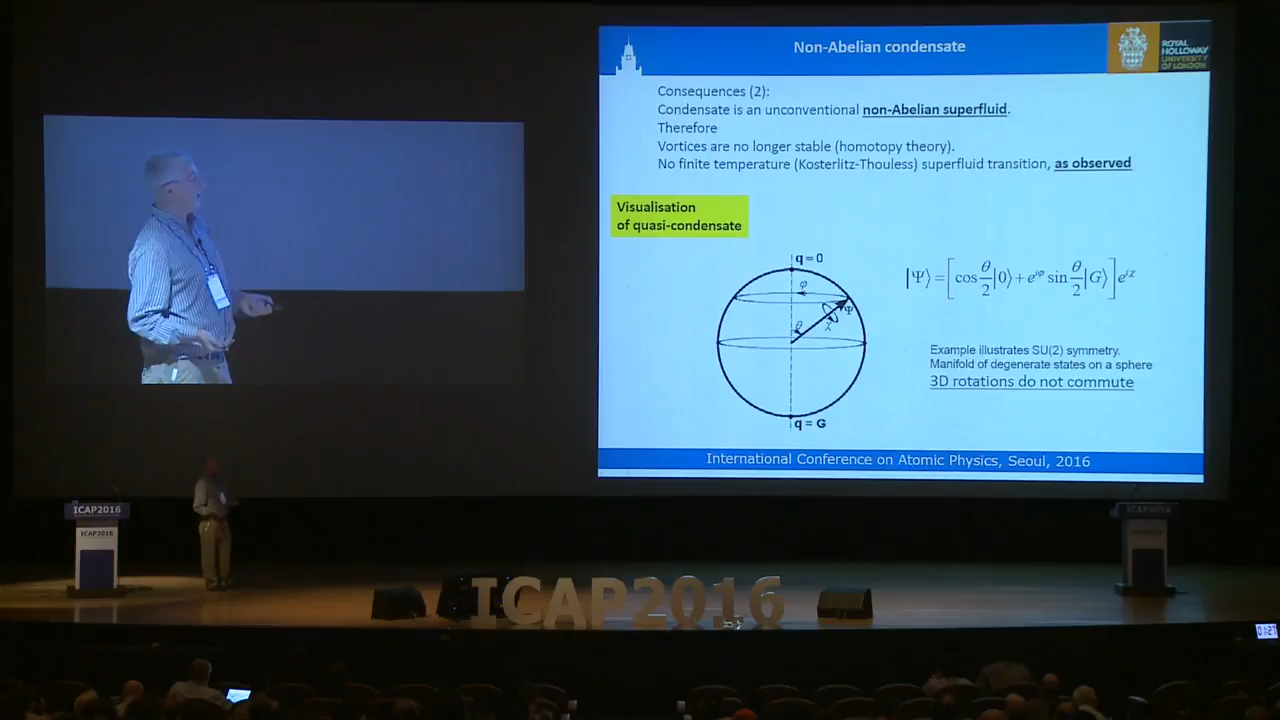 Non-Abelian condensate
ROYAL
HOLLOWAY
UNIVERSITY
OF LONDON
Consequences (2):
Condensate is an unconventional non-Abelian superfluid.
Therefore
Vortices are no longer stable (homotopy theory).
No finite temperature (Kosterlitz-Thouless) superfluid transition, as observed
Visualisation
of quasi-condensate
q = 0
φ
θ
Ψ
χ
q = G
|Ψ⟩=[cos θ/2 |0⟩+e^{iφ} sin θ/2 |G⟩]e^{iχ}
Example illustrates SU(2) symmetry.
Manifold of degenerate states on a sphere
3D rotations do not commute
International Conference on Atomic Physics, Seoul, 2016
ICAP2016
ICAP2016
ICAP2016
ICAP2016
01:27